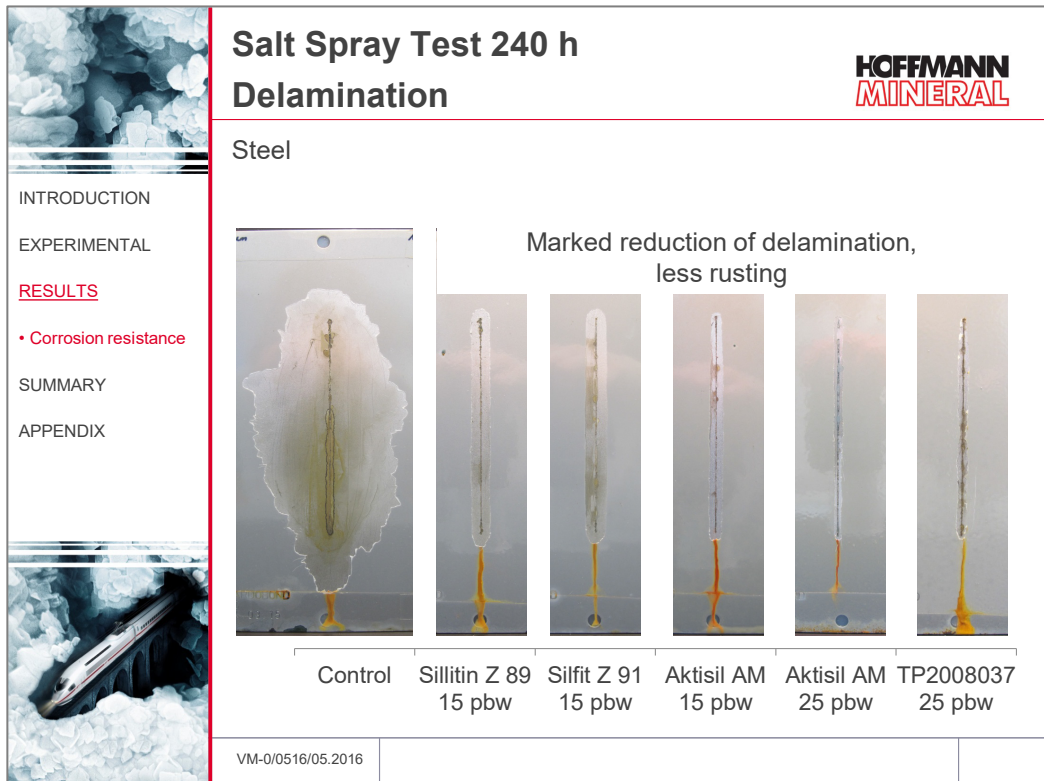 Salt Spray Test 240 h
Delamination
HOFFMANN
MINERAL
Steel
INTRODUCTION
EXPERIMENTAL
RESULTS
• Corrosion resistance
SUMMARY
APPENDIX
Marked reduction of delamination,
less rusting
Control
Sillitin Z 89
15 pbw
Silfit Z 91
15 pbw
Aktisil AM
15 pbw
Aktisil AM
25 pbw
TP2008037
25 pbw
VM-0/0516/05.2016